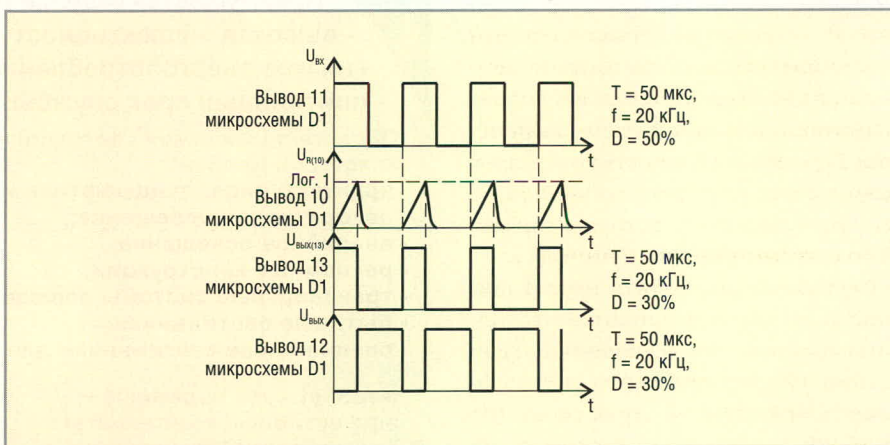 Uвх
Вывод 11
микросхемы D1
T = 50 мкс,
f = 20 кГц,
D = 50%
t
UR(10)
Лог. 1
Вывод 10
микросхемы D1
t
Uвых(13)
Вывод 13
микросхемы D1
T = 50 мкс,
f = 20 кГц,
D = 30%
t
Uвых
Вывод 12
микросхемы D1
T = 50 мкс,
f = 20 кГц,
D = 30%
t